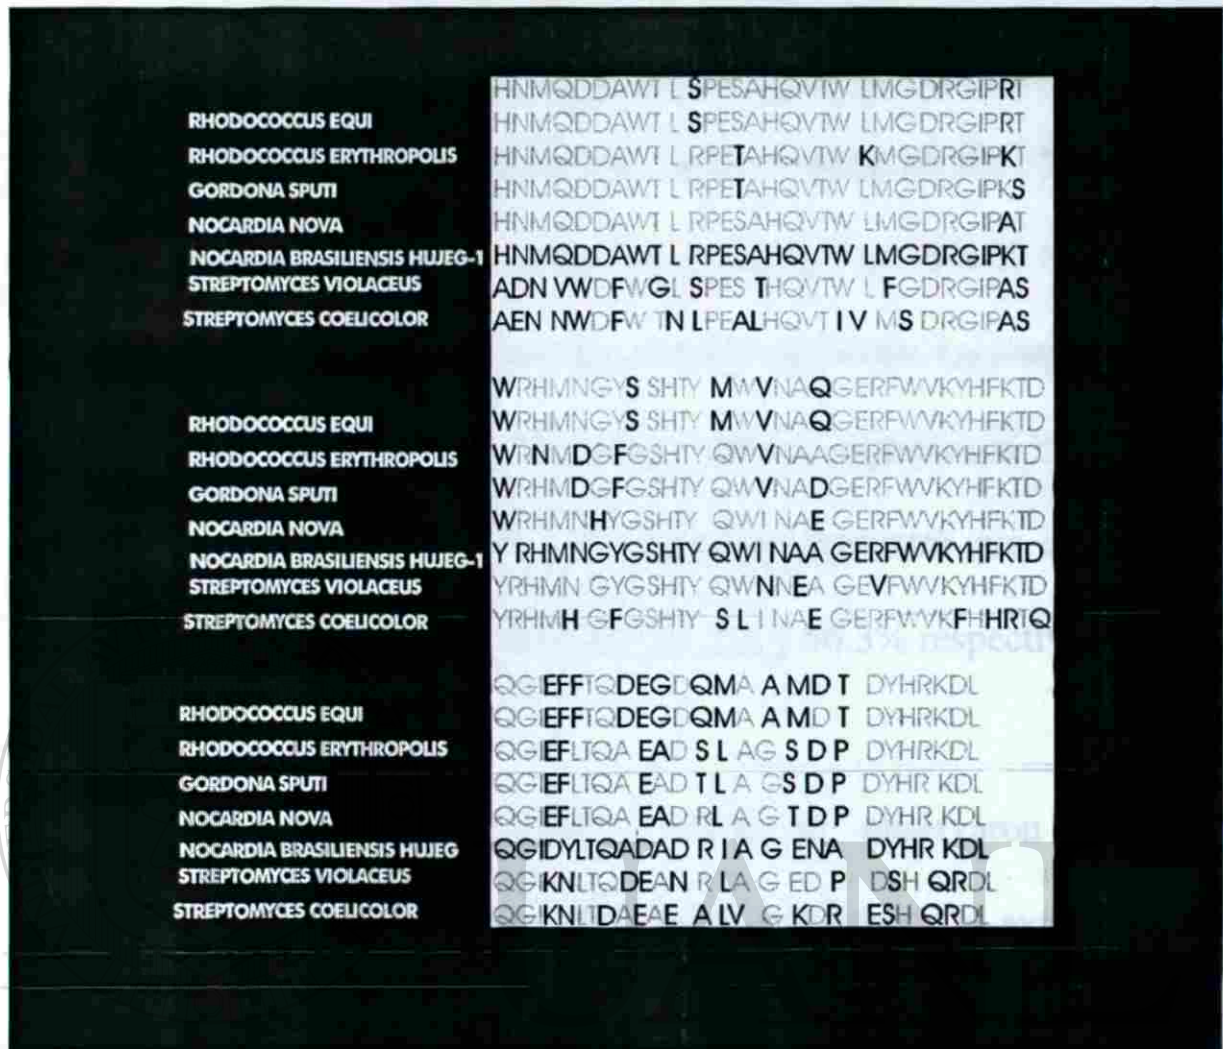 HNMQDDAWT L SPESAHQVTW LMGDRGIPRT
RHODOCOCCUS EQUI HNMQDDAWT L SPESAHQVTW LMGDRGIPRT
RHODOCOCCUS ERYTHROPOLIS HNMQDDAWT L RPETAHQVTW KMGDRGIPKT
GORDONA SPUTI HNMQDDAWT L RPETAHQVTW LMGDRGIPKS
NOCARDIA NOVA HNMQDDAWT L RPESAHQVTW LMGDRGIPAT
NOCARDIA BRASILIENSIS HUJEG-1 HNMQDDAWT L RPESAHQVTW LMGDRGIPKT
STREPTOMYCES VIOLACEUS ADN VWDFWGL SPES THQVTW L FGDRGIPAS
STREPTOMYCES COELICOLOR AEN NWDFW TN LPEALHQVT I V MS DRGIPAS
WRHMNGYS SHTY MWVNAQGERFWVKYHFKTD
RHODOCOCCUS EQUI WRHMNGYS SHTY MWVNAQGERFWVKYHFKTD
RHODOCOCCUS ERYTHROPOLIS WRNMDGFGSHTY QWVNAAGERFWVKYHFKTD
GORDONA SPUTI WRHMDGFGSHTY QWVNADGERFWVKYHFKTD
NOCARDIA NOVA WRHMNHYGSHTY QWI NAE GERFWVKYHFKTD
NOCARDIA BRASILIENSIS HUJEG-1 Y RHMNGYGSHTY QWINAA GERFWVKYHFKTD
STREPTOMYCES VIOLACEUS YRHMN GYGSHTY QWNNEA GEVFWVKYHFKTD
STREPTOMYCES COELICOLOR YRHMH GFGSHTY S L I NAE GERFWVKFHHRTQ
QGIEFFTQDEGDQMA A MDT DYHRKDL
RHODOCOCCUS EQUI QGIEFFTQDEGDQMA A MDT DYHRKDL
RHODOCOCCUS ERYTHROPOLIS QGIEFLTQA EAD S L AG S D P DYHRKDL
GORDONA SPUTI QGIEFLTQA EAD T L A GS D P DYHR KDL
NOCARDIA NOVA QGIEFLTQA EAD RL A G T D P DYHR KDL
NOCARDIA BRASILIENSIS HUJEG QGIDYLTQADAD R I A G ENA DYHR KDL
STREPTOMYCES VIOLACEUS QGIKNLTQDEAN R LA G ED P DSH QRDL
STREPTOMYCES COELICOLOR QGIKNLTDAEAE A LV G KDR ESH QRDL